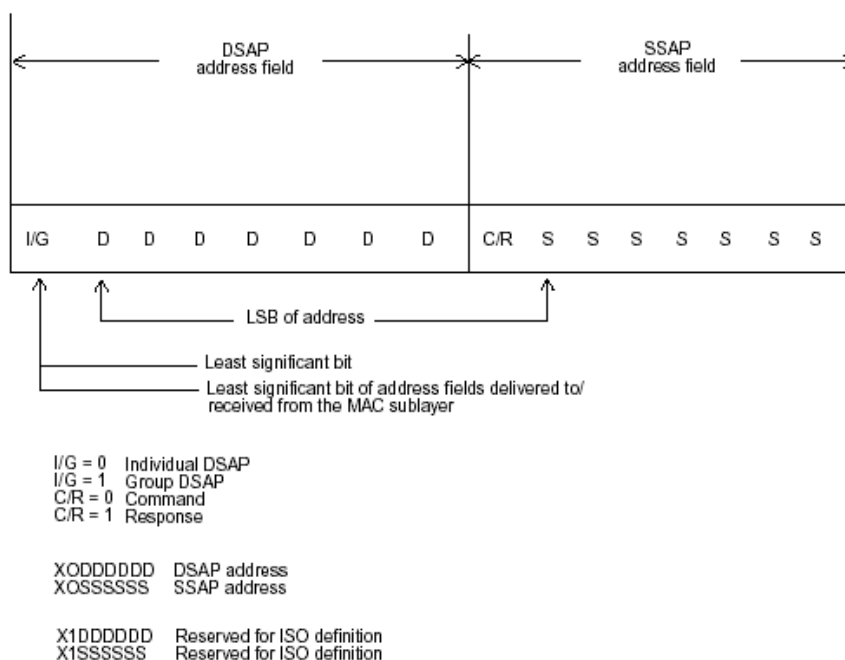 DSAP
address field
SSAP
address field
I/G D D D D D D D C/R S S S S S S S
LSB of address
Least significant bit
Least significant bit of address fields delivered to/
received from the MAC sublayer
I/G = 0 Individual DSAP
I/G = 1 Group DSAP
C/R = 0 Command
C/R = 1 Response
XODDDDDD DSAP address
XOSSSSSS SSAP address
X1DDDDDD Reserved for ISO definition
X1SSSSSS Reserved for ISO definition